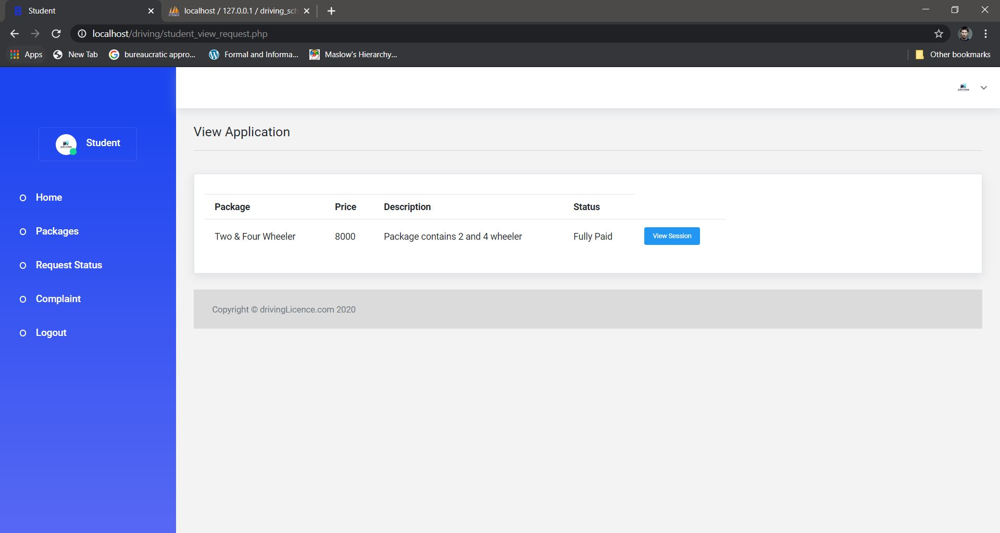 Student
localhost / 127.0.0.1 / driving_sch
localhost/driving/student_view_request.php
Apps New Tab bureaucratic appro... Formal and Informa... Maslow's Hierarchy... Other bookmarks
Student
Home
Packages
Request Status
Complaint
Logout
View Application
Package Price Description Status
Two & Four Wheeler 8000 Package contains 2 and 4 wheeler Fully Paid View Session
Copyright © drivingLicence.com 2020